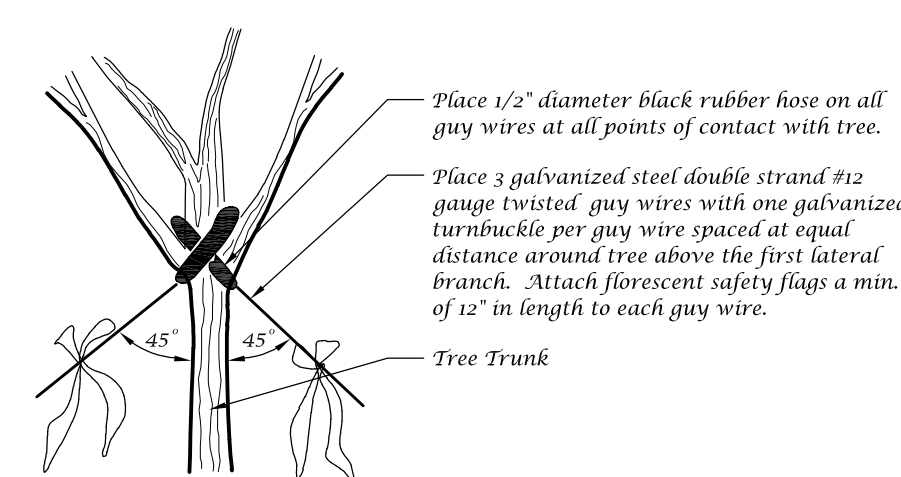 Place 1/2" diameter black rubber hose on all
guy wires at all points of contact with tree.
Place 3 galvanized steel double strand #12
gauge twisted guy wires with one galvanized
turnbuckle per guy wire spaced at equal
distance around tree above the first lateral
branch. Attach florescent safety flags a min.
of 12" in length to each guy wire.
45° 45°
Tree Trunk